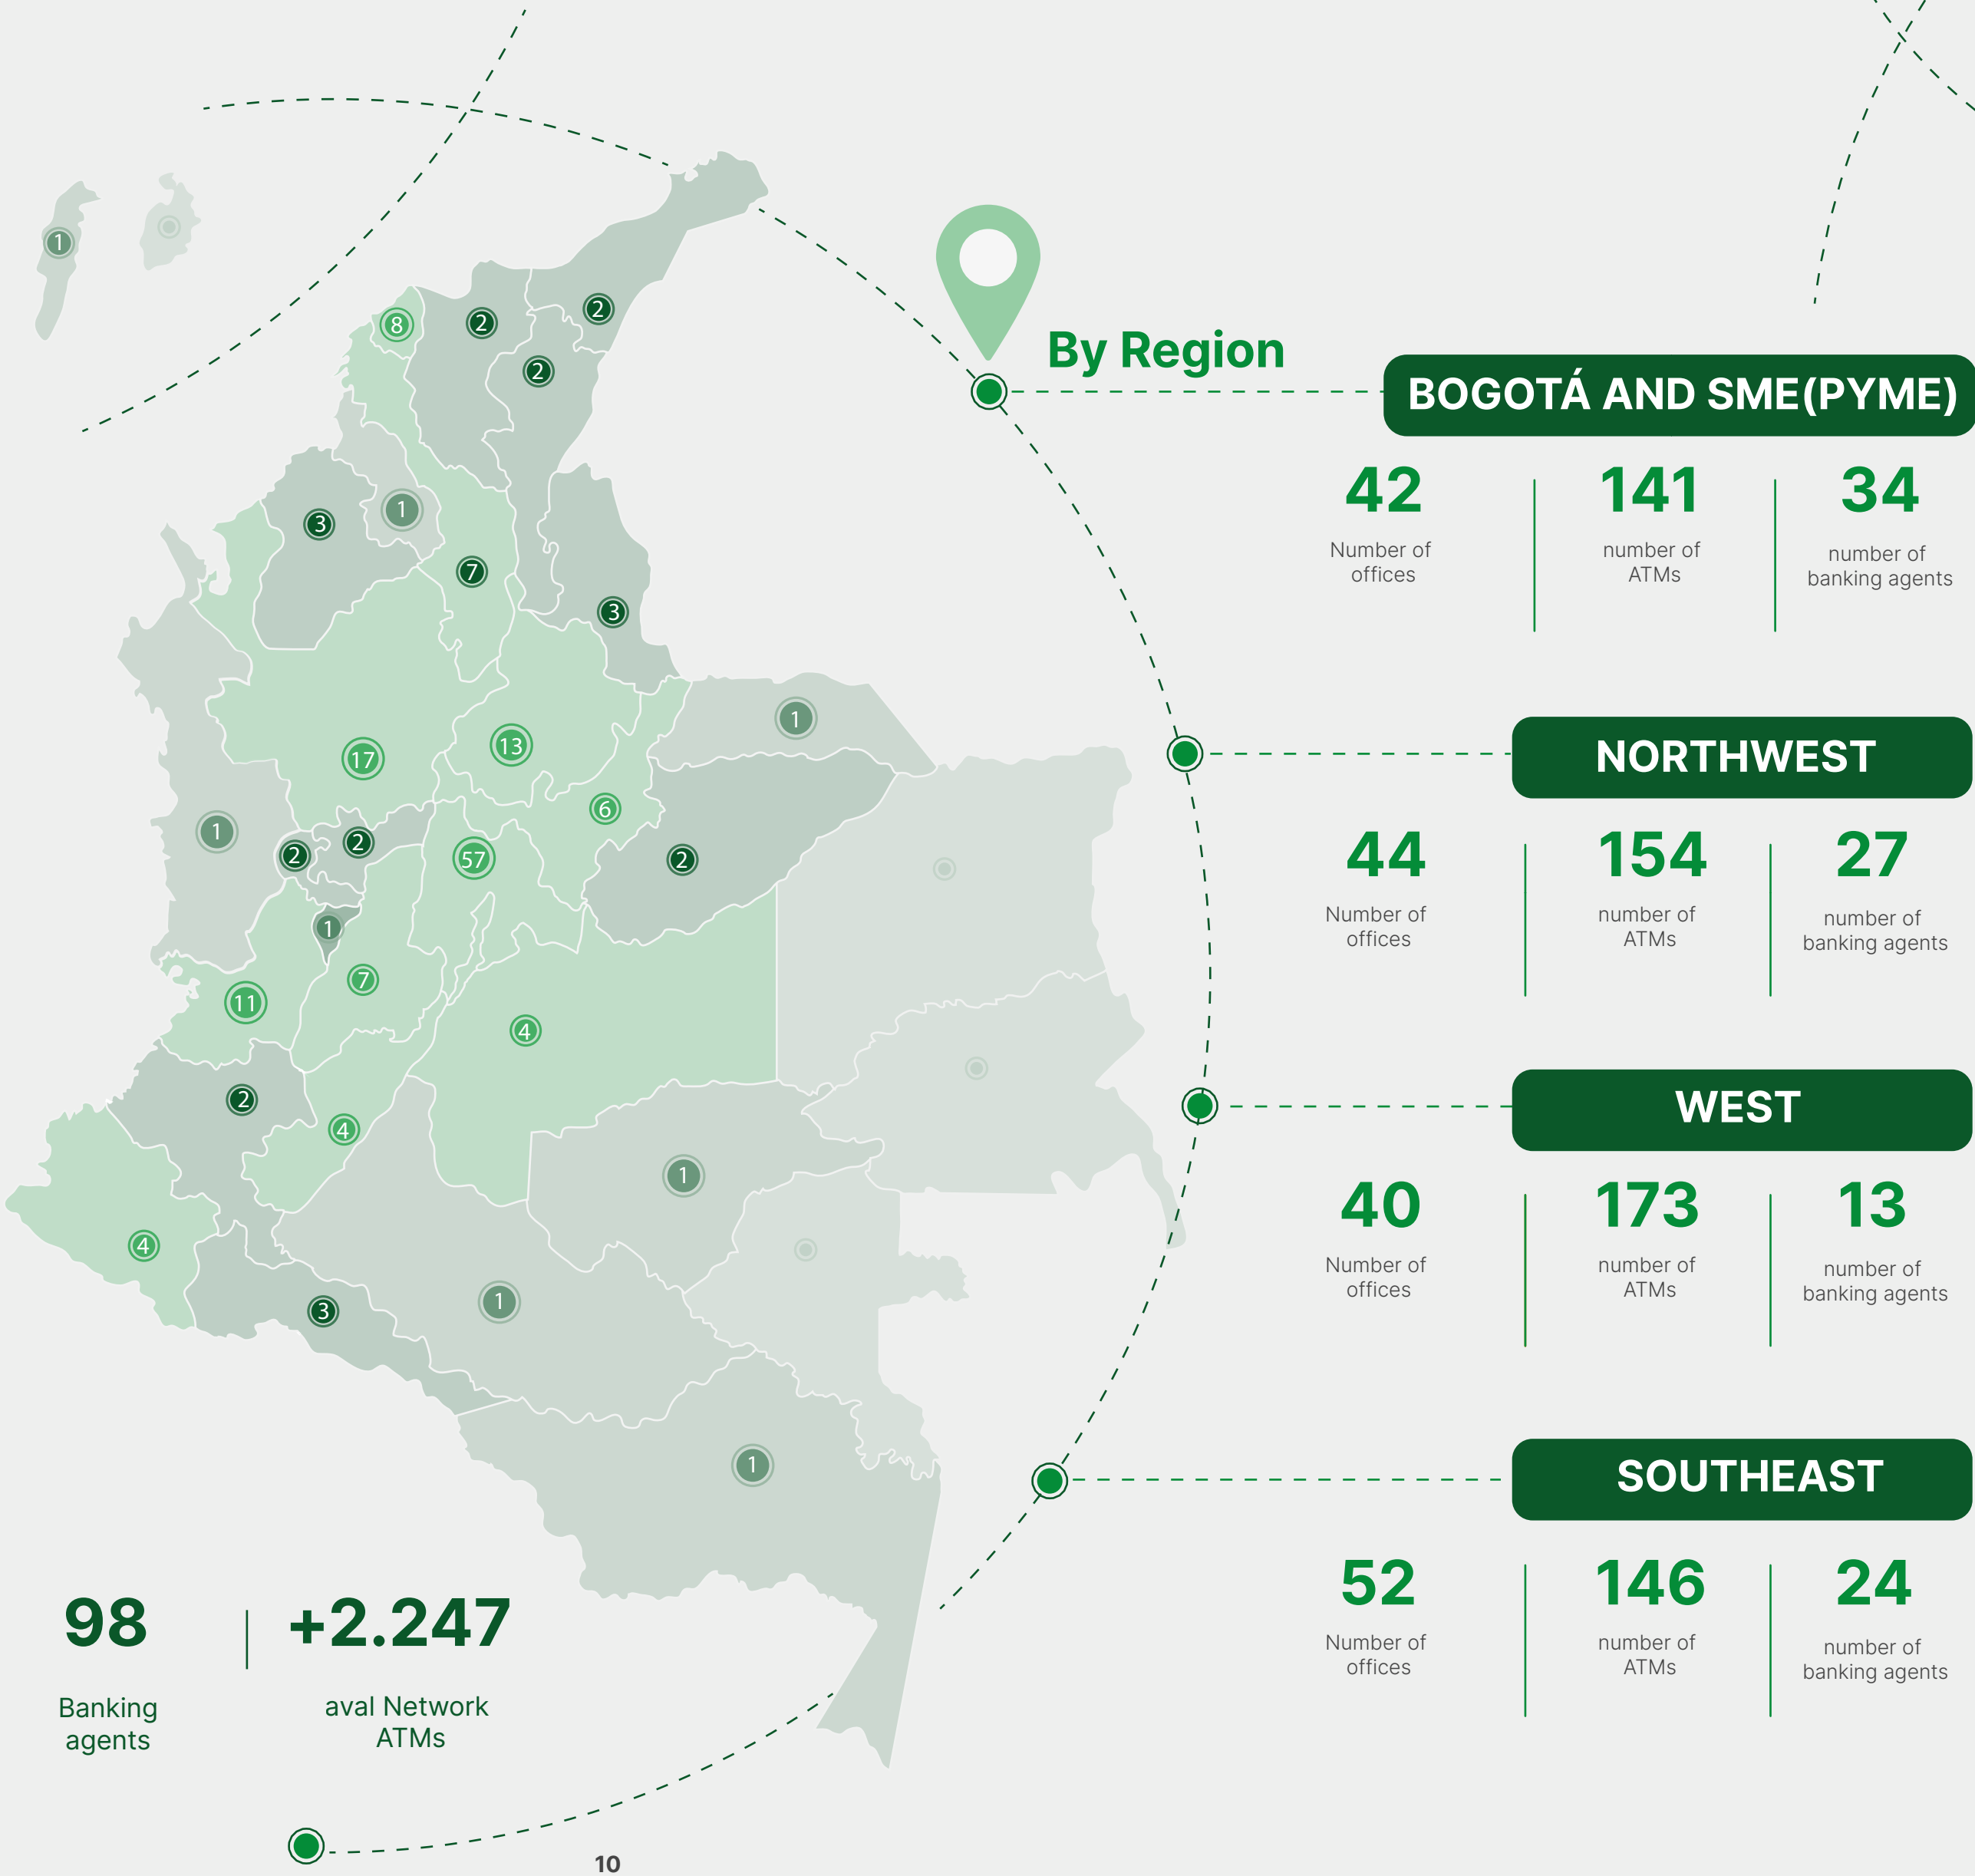 1
8
2
2
2
3
1
7
3
1
17
13
6
1
2
2
57
2
1
7
11
4
2
4
1
4
1
3
1
By Region
BOGOTÁ AND SME(PYME)
42
141
34
Number of
offices
number of
ATMs
number of
banking agents
NORTHWEST
44
154
27
Number of
offices
number of
ATMs
number of
banking agents
WEST
40
173
13
Number of
offices
number of
ATMs
number of
banking agents
SOUTHEAST
52
146
24
Number of
offices
number of
ATMs
number of
banking agents
98
+2.247
Banking
agents
aval Network
ATMs
10